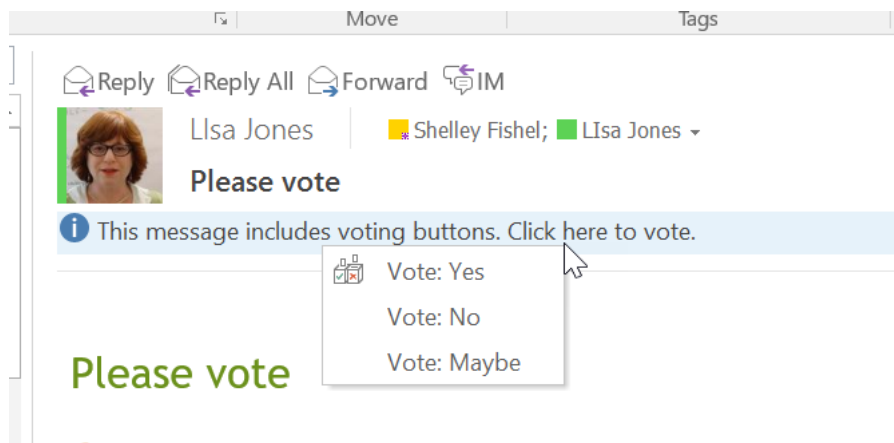 Move Tags
Reply Reply All Forward IM
LIsa Jones Shelley Fishel; LIsa Jones
Please vote
This message includes voting buttons. Click here to vote.
Vote: Yes
Vote: No
Vote: Maybe
Please vote